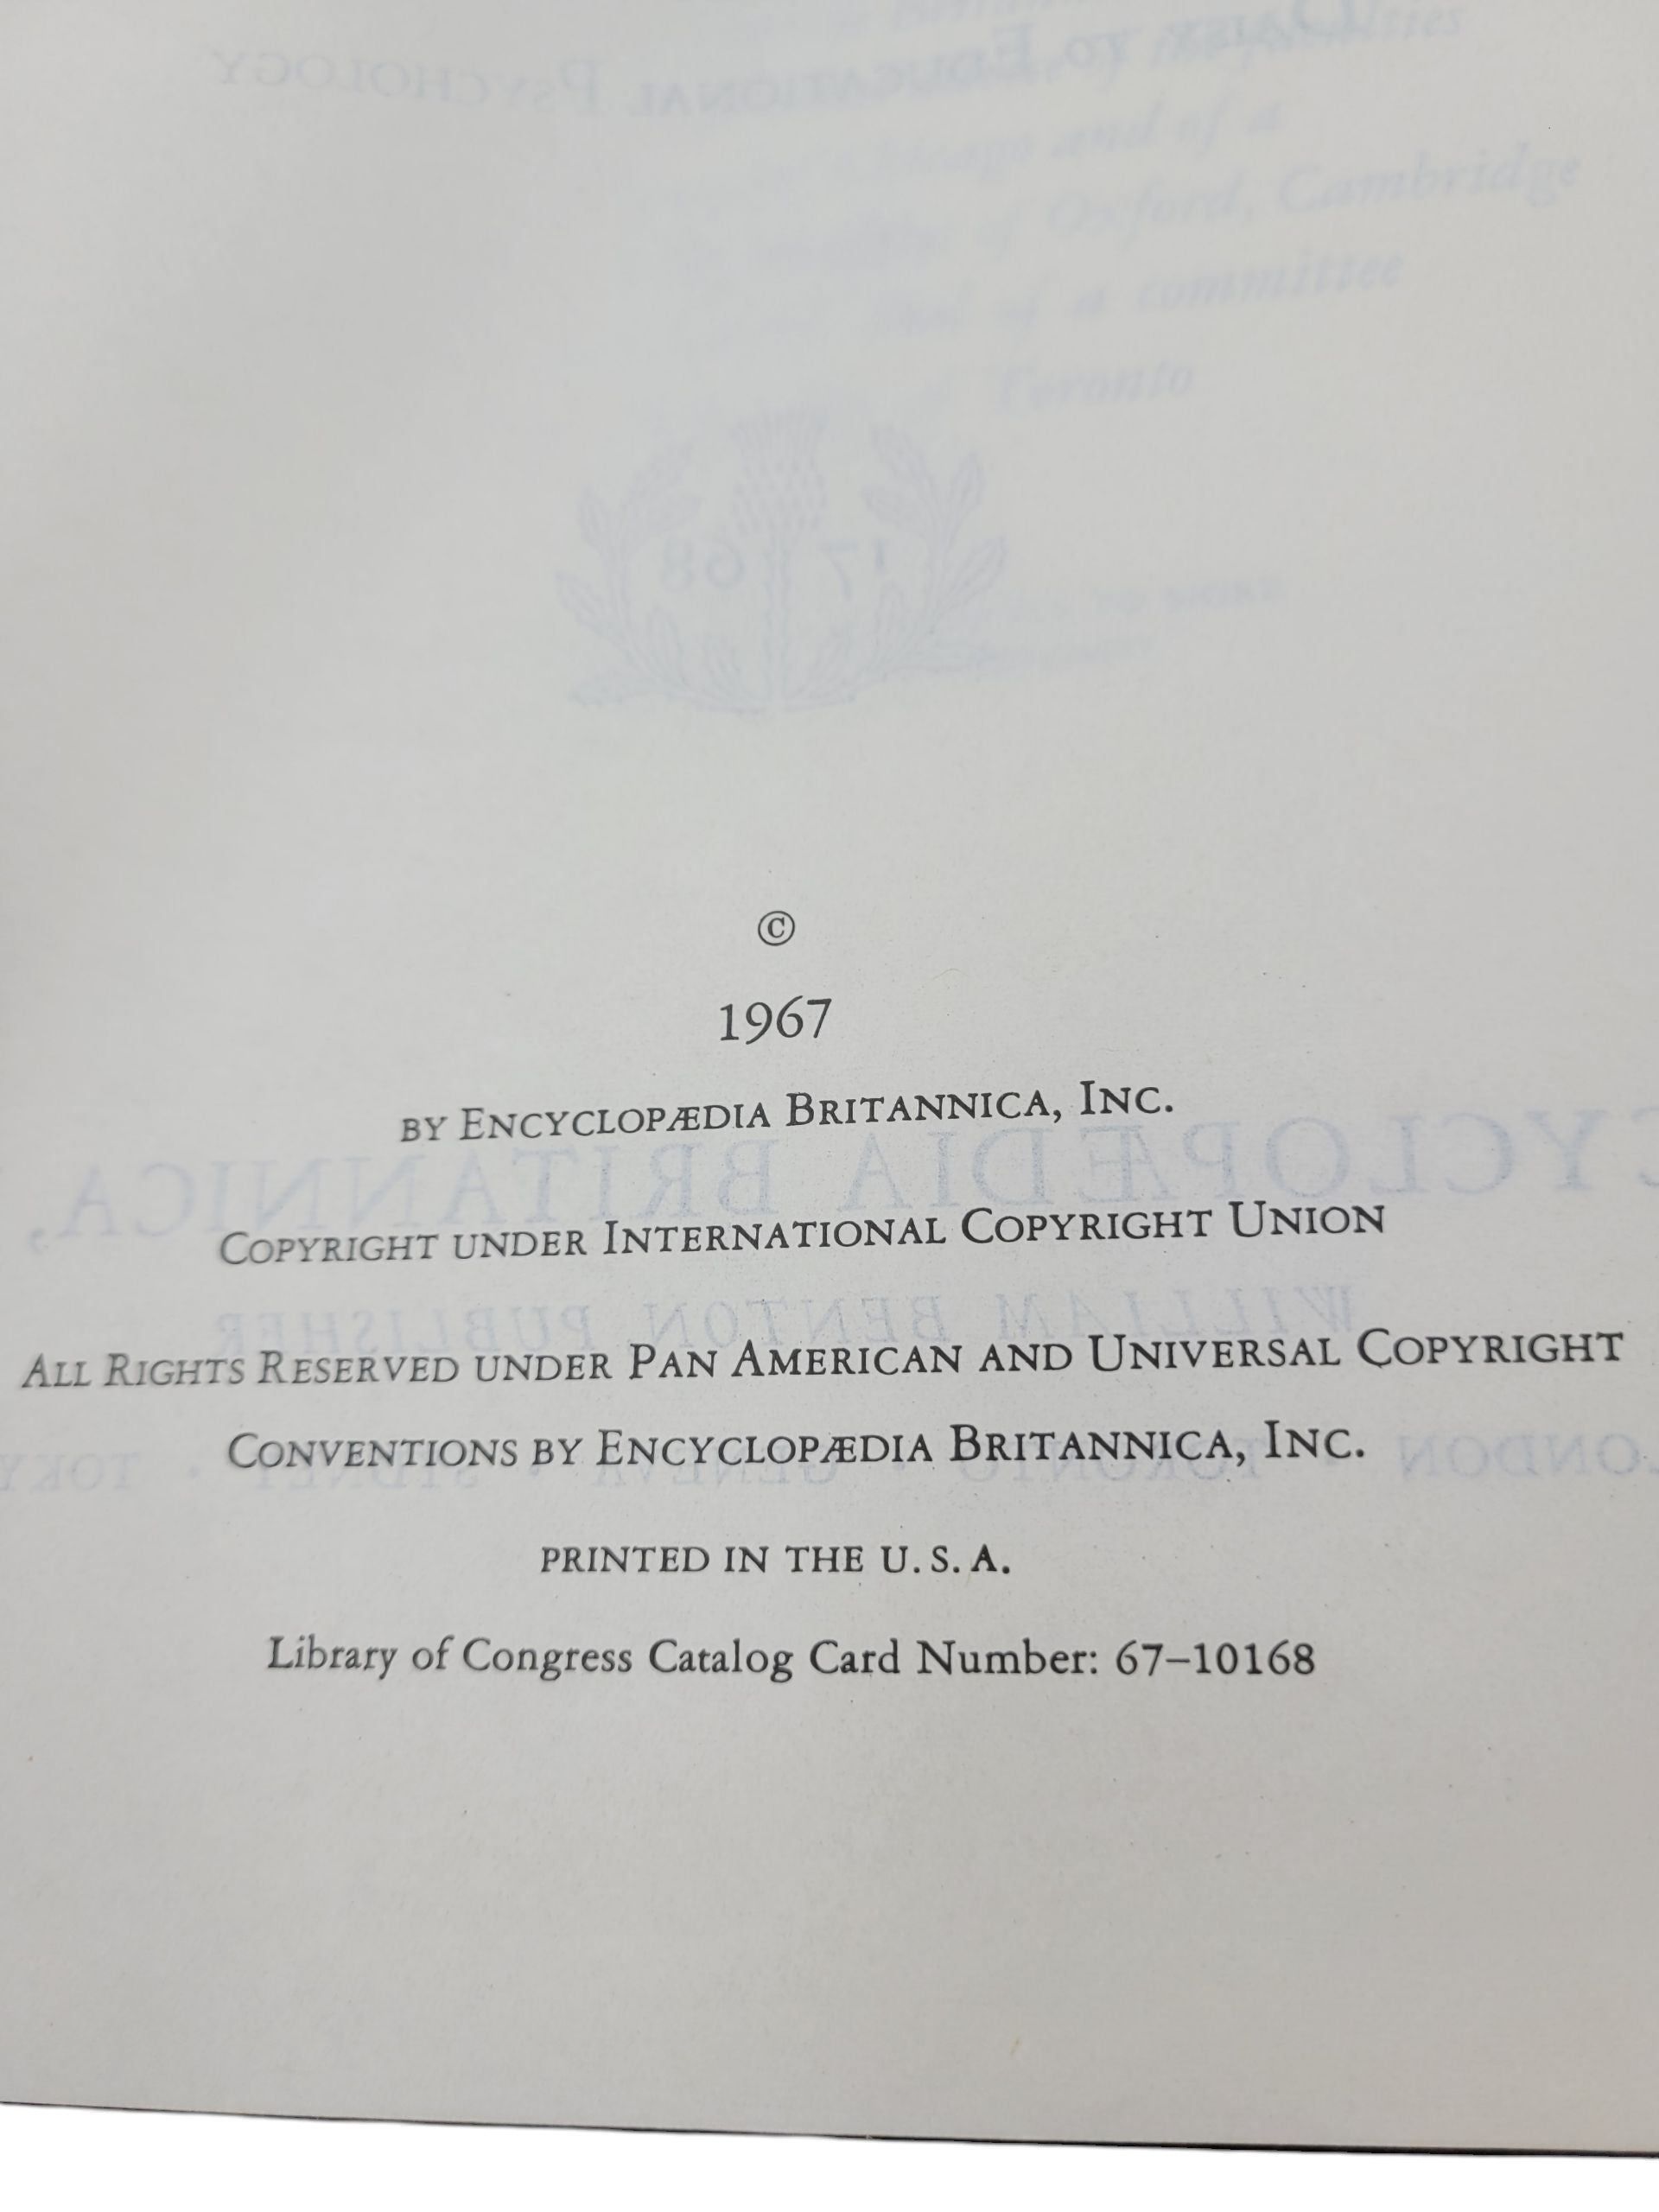 ©
1967
BY ENCYCLOPÆDIA BRITANNICA, INC.
COPYRIGHT UNDER INTERNATIONAL COPYRIGHT UNION
ALL RIGHTS RESERVED UNDER PAN AMERICAN AND UNIVERSAL COPYRIGHT
CONVENTIONS BY ENCYCLOPÆDIA BRITANNICA, INC.
PRINTED IN THE U. S. A.
Library of Congress Catalog Card Number: 67–10168